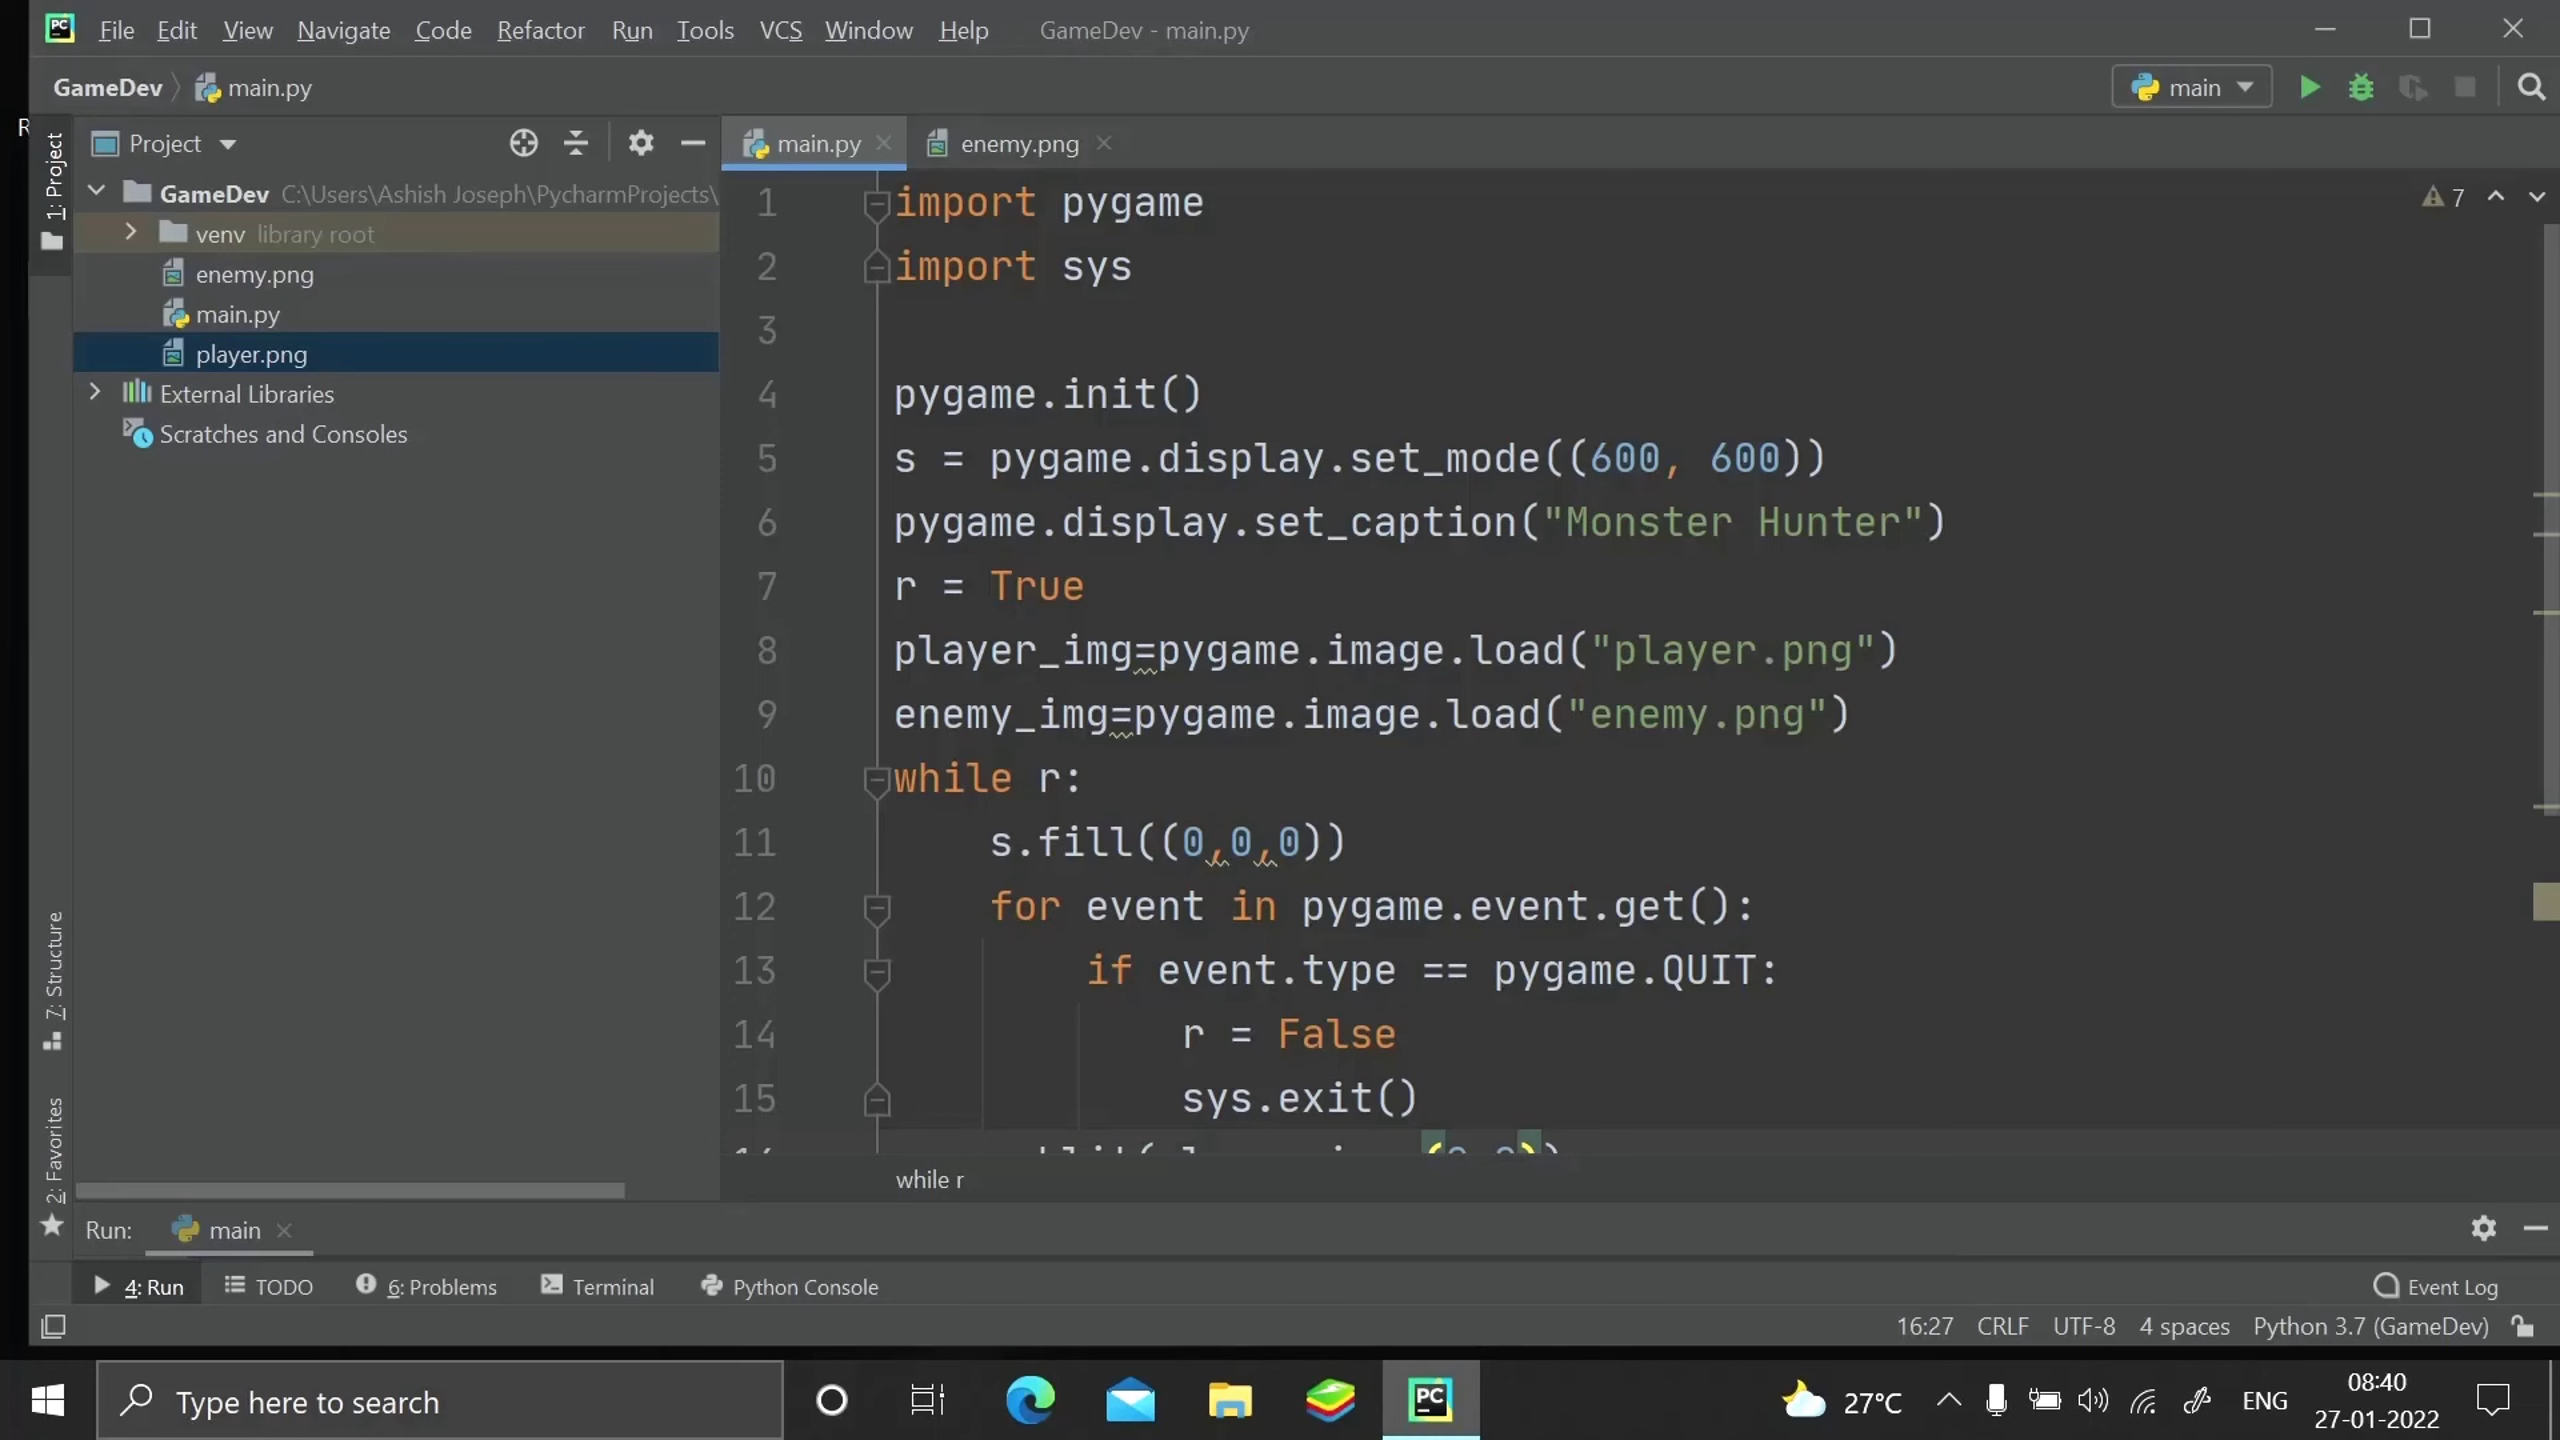 PC File Edit View Navigate Code Refactor Run Tools VCS Window Help GameDev - main.py
GameDev main.py main
R
1: Project
Project
main.py
enemy.png
GameDev C:\Users\Ashish Joseph\PycharmProjects\
venv library root
enemy.png
main.py
player.png
External Libraries
Scratches and Consoles
7
1 import pygame
2 import sys
3
4 pygame.init()
5 s = pygame.display.set_mode((600, 600))
6 pygame.display.set_caption("Monster Hunter")
7 r = True
8 player_img=pygame.image.load("player.png")
9 enemy_img=pygame.image.load("enemy.png")
10 while r:
11 s.fill((0,0,0))
12 for event in pygame.event.get():
13 if event.type == pygame.QUIT:
14 r = False
15 sys.exit()
while r
7: Structure
2: Favorites
Run: main
4: Run TODO 6: Problems Terminal Python Console Event Log
16:27 CRLF UTF-8 4 spaces Python 3.7 (GameDev)
Type here to search PC 27°C ENG 08:40
27-01-2022